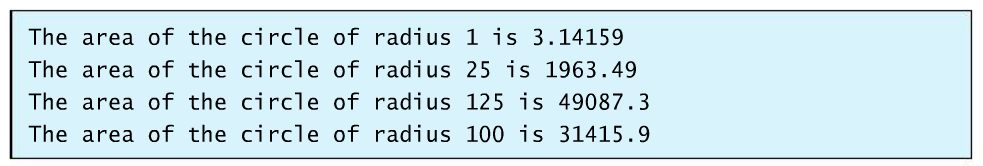 The area of the circle of radius 1 is 3.14159
The area of the circle of radius 25 is 1963.49
The area of the circle of radius 125 is 49087.3
The area of the circle of radius 100 is 31415.9